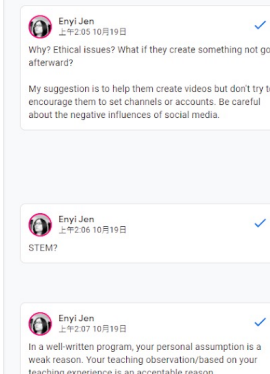 Enyi Jen
上午2:05 10月19日
Why? Ethical issues? What if they create something not go
afterward?
My suggestion is to help them create videos but don't try t
encourage them to set channels or accounts. Be careful
about the negative influences of social media.
Enyi Jen
上午2:06 10月19日
STEM?
Enyi Jen
上午2:07 10月19日
In a well-written program, your personal assumption is a
weak reason. Your teaching observation/based on your
teaching experience is an acceptable reason